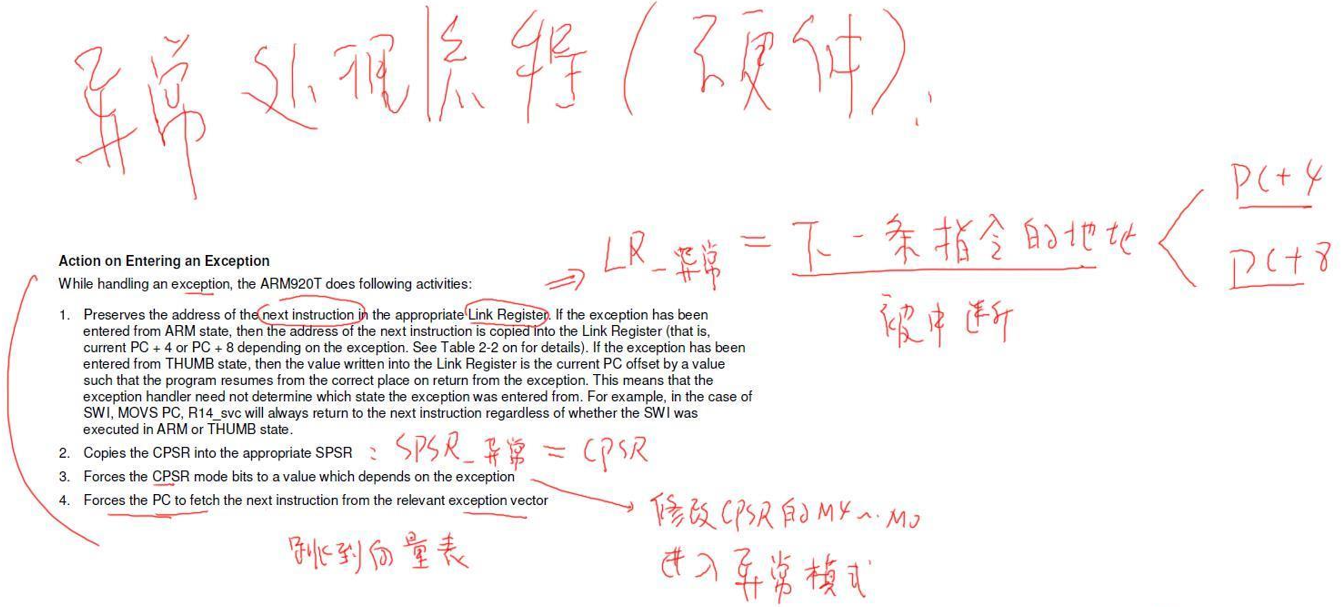 异常处理流程(硬件).
Action on Entering an Exception
While handling an exception, the ARM920T does following activities:
1. Preserves the address of the next instruction in the appropriate Link Register. If the exception has been
entered from ARM state, then the address of the next instruction is copied into the Link Register (that is,
current PC + 4 or PC + 8 depending on the exception. See Table 2-2 on for details). If the exception has been
entered from THUMB state, then the value written into the Link Register is the current PC offset by a value
such that the program resumes from the correct place on return from the exception. This means that the
exception handler need not determine which state the exception was entered from. For example, in the case of
SWI, MOVS PC, R14_svc will always return to the next instruction regardless of whether the SWI was
executed in ARM or THUMB state.
2. Copies the CPSR into the appropriate SPSR : SPSR_异常 = CPSR
3. Forces the CPSR mode bits to a value which depends on the exception
4. Forces the PC to fetch the next instruction from the relevant exception vector
跳到向量表
⇒ LR_异常 = 下一条指令的地址
被中断
PC+4
PC+8
修改CPSR的M4~M0
进入异常模式